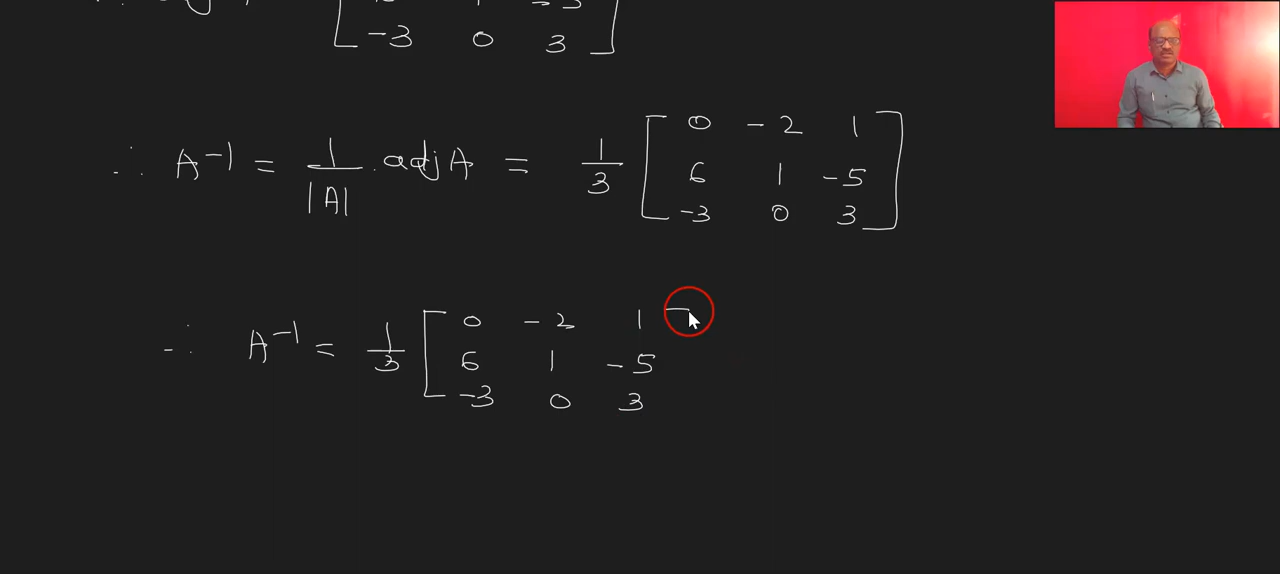 -3 0 3
∴ A⁻¹ = 1/|A| . adj A = 1/3 [ 0 -2 1
6 1 -5
-3 0 3 ]
∴ A⁻¹ = 1/3 [ 0 -2 1
6 1 -5
-3 0 3